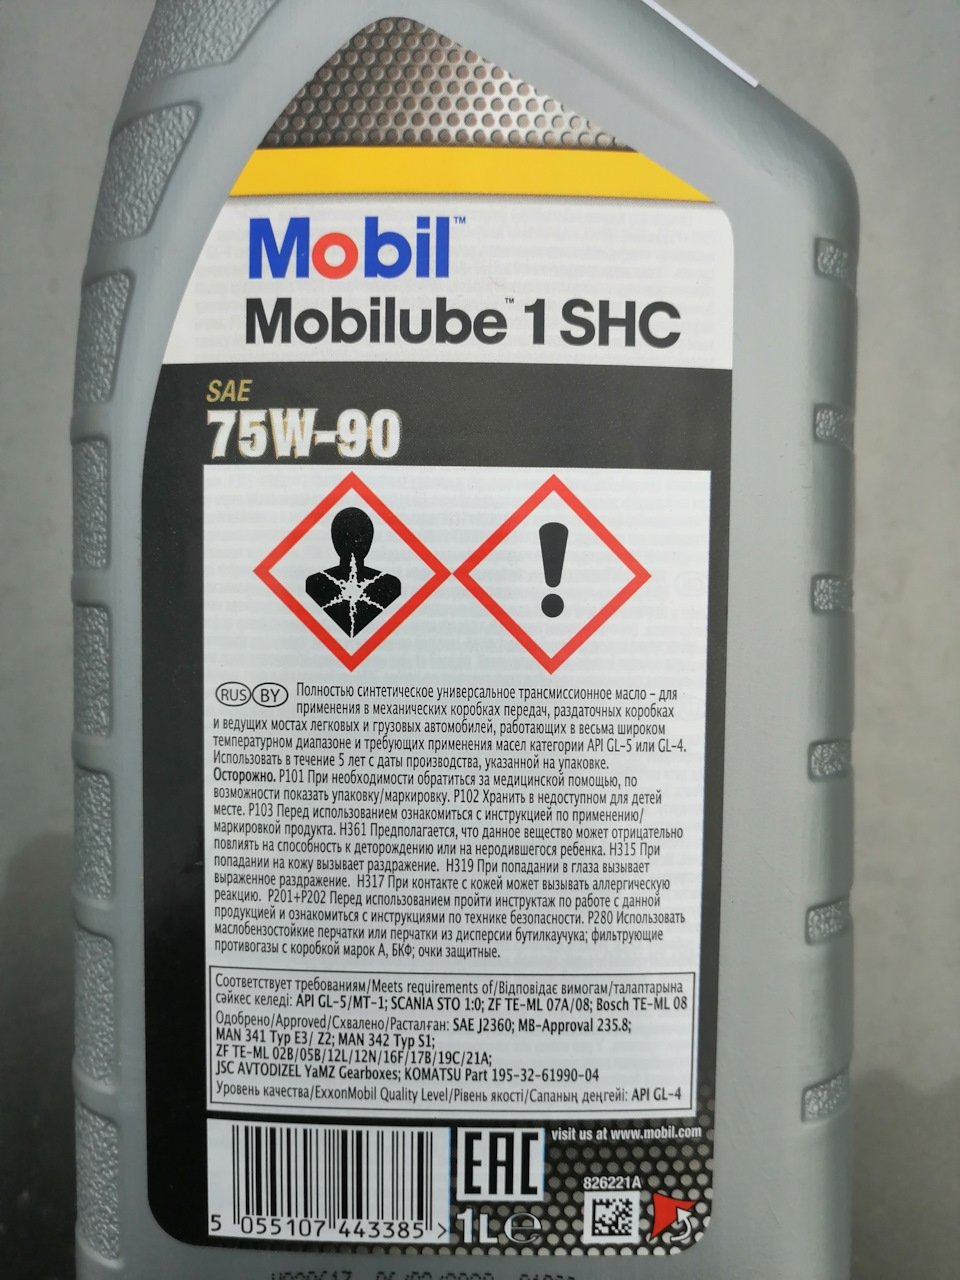 Mobil™
Mobilube™ 1 SHC
SAE
75W-90
RUS BY Полностью синтетическое универсальное трансмиссионное масло – для
применения в механических коробках передач, раздаточных коробках
и ведущих мостах легковых и грузовых автомобилей, работающих в весьма широком
температурном диапазоне и требующих применения масел категории API GL-5 или GL-4.
Использовать в течение 5 лет с даты производства, указанной на упаковке.
Осторожно. P101 При необходимости обратиться за медицинской помощью, по
возможности показать упаковку/маркировку. P102 Хранить в недоступном для детей
месте. P103 Перед использованием ознакомиться с инструкцией по применению/
маркировкой продукта. H361 Предполагается, что данное вещество может отрицательно
повлиять на способность к деторождению или на неродившегося ребенка. H315 При
попадании на кожу вызывает раздражение. H319 При попадании в глаза вызывает
выраженное раздражение. H317 При контакте с кожей может вызывать аллергическую
реакцию. P201+P202 Перед использованием пройти инструктаж по работе с данной
продукцией и ознакомиться с инструкциями по технике безопасности. P280 Использовать
маслобензостойкие перчатки или перчатки из дисперсии бутилкаучука; фильтрующие
противогазы с коробкой марок А, БКФ; очки защитные.
Соответствует требованиям/Meets requirements of/Відповідає вимогам/талаптарына
сәйкес келеді: API GL-5/MT-1; SCANIA STO 1:0; ZF TE-ML 07A/08; Bosch TE-ML 08
Одобрено/Approved/Схвалено/Расталған: SAE J2360; MB-Approval 235.8;
MAN 341 Typ E3/ Z2; MAN 342 Typ S1;
ZF TE-ML 02B/05B/12L/12N/16F/17B/19C/21A;
JSC AVTODIZEL YaMZ Gearboxes; KOMATSU Part 195-32-61990-04
Уровень качества/ExxonMobil Quality Level/Рівень якості/Сапаның деңгейі: API GL-4
visit us at www.mobil.com
EAC
826221A
5 055107 443385 >
1L e